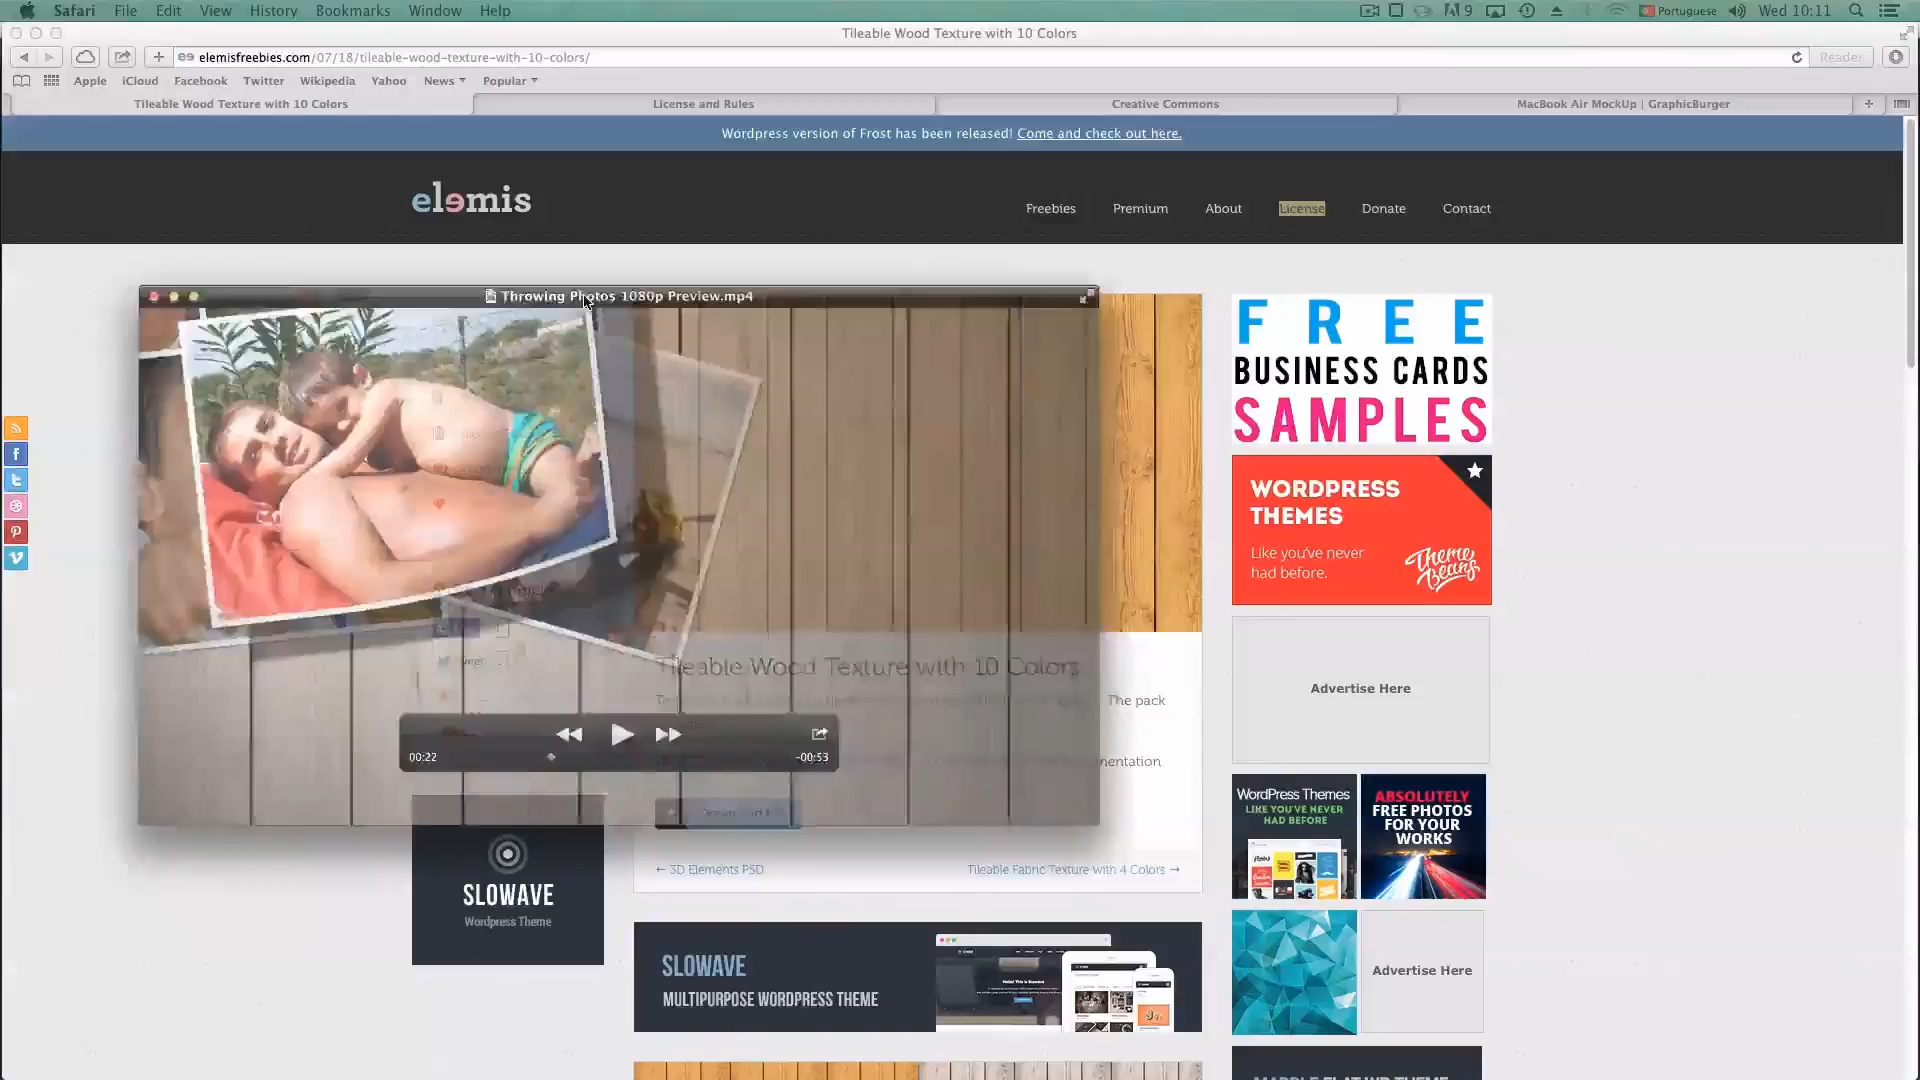 Safari File Edit View History Bookmarks Window Help
9 Portuguese Wed 10:11
Tileable Wood Texture with 10 Colors
elemisfreebies.com/07/18/tileable-wood-texture-with-10-colors/
Reader
Apple iCloud Facebook Twitter Wikipedia Yahoo News Popular
Tileable Wood Texture with 10 Colors
License and Rules
Creative Commons
MacBook Air MockUp | GraphicBurger
Wordpress version of Frost has been released! Come and check out here.
elemis
Freebies Premium About License Donate Contact
Throwing Photos 1080p Preview.mp4
00:22
-00:53
Tileable Wood Texture with 10 Colors
The pack
← 3D Elements PSD
Tileable Fabric Texture with 4 Colors →
SLOWAVE
Wordpress Theme
SLOWAVE
MULTIPURPOSE WORDPRESS THEME
FREE
BUSINESS CARDS
SAMPLES
WORDPRESS
THEMES
Like you've never
had before.
Theme
Beans
Advertise Here
WordPress Themes
LIKE YOU'VE NEVER
HAD BEFORE
ABSOLUTELY
FREE PHOTOS
FOR YOUR
WORKS
Advertise Here